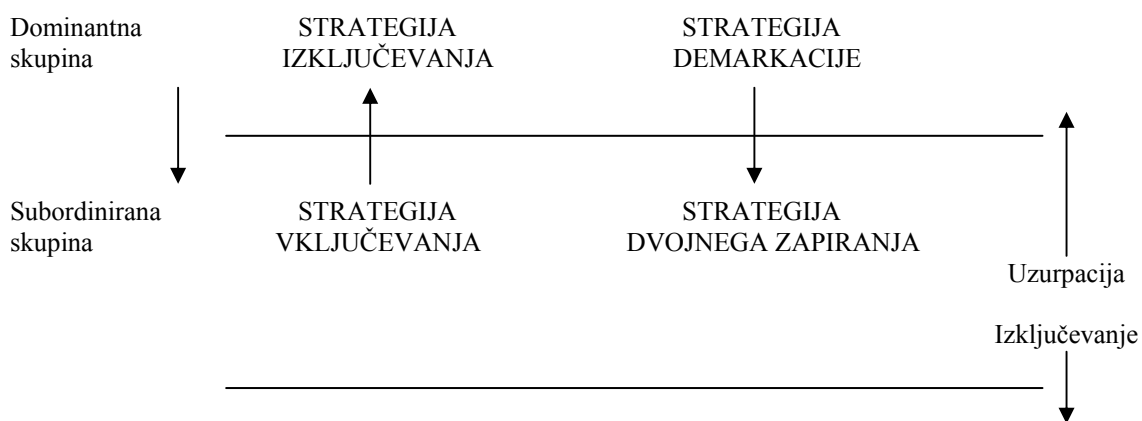 Dominantna
skupina
STRATEGIJA
IZKLJUČEVANJA
STRATEGIJA
DEMARKACIJE
Subordinirana
skupina
STRATEGIJA
VKLJUČEVANJA
STRATEGIJA
DVOJNEGA ZAPIRANJA
Uzurpacija
Izključevanje